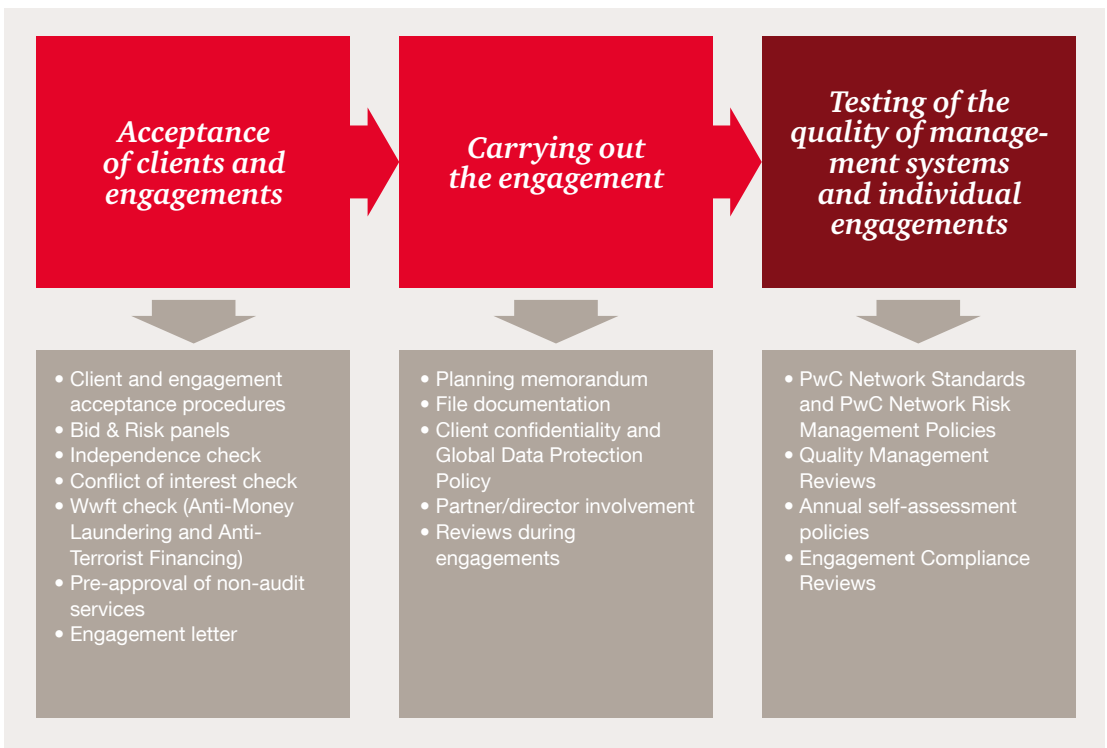 Acceptance
of clients and
engagements
Carrying out
the engagement
Testing of the
quality of manage-
ment systems
and individual
engagements
• Client and engagement
acceptance procedures
• Bid & Risk panels
• Independence check
• Conflict of interest check
• Wwft check (Anti-Money
Laundering and Anti-
Terrorist Financing)
• Pre-approval of non-audit
services
• Engagement letter
• Planning memorandum
• File documentation
• Client confidentiality and
Global Data Protection
Policy
• Partner/director involvement
• Reviews during
engagements
• PwC Network Standards
and PwC Network Risk
Management Policies
• Quality Management
Reviews
• Annual self-assessment
policies
• Engagement Compliance
Reviews